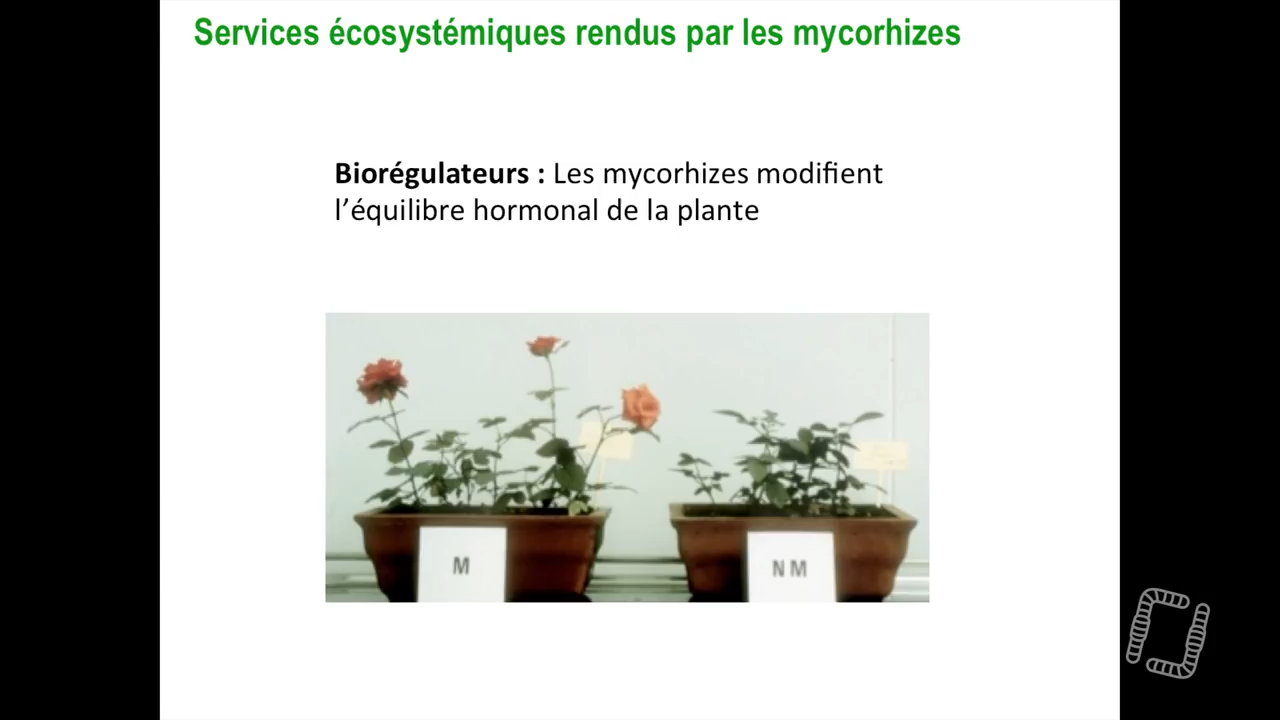 Services écosystémiques rendus par les mycorhizes
Biorégulateurs : Les mycorhizes modifient
l’équilibre hormonal de la plante
M
NM